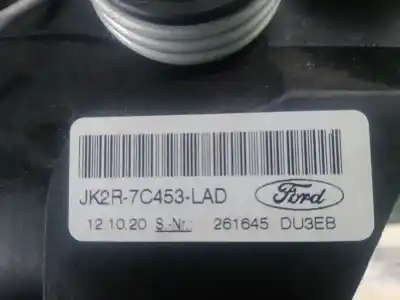 JK2R-7C453-LAD Ford
12.10.20 S.-Nr.: 261645 DU3EB